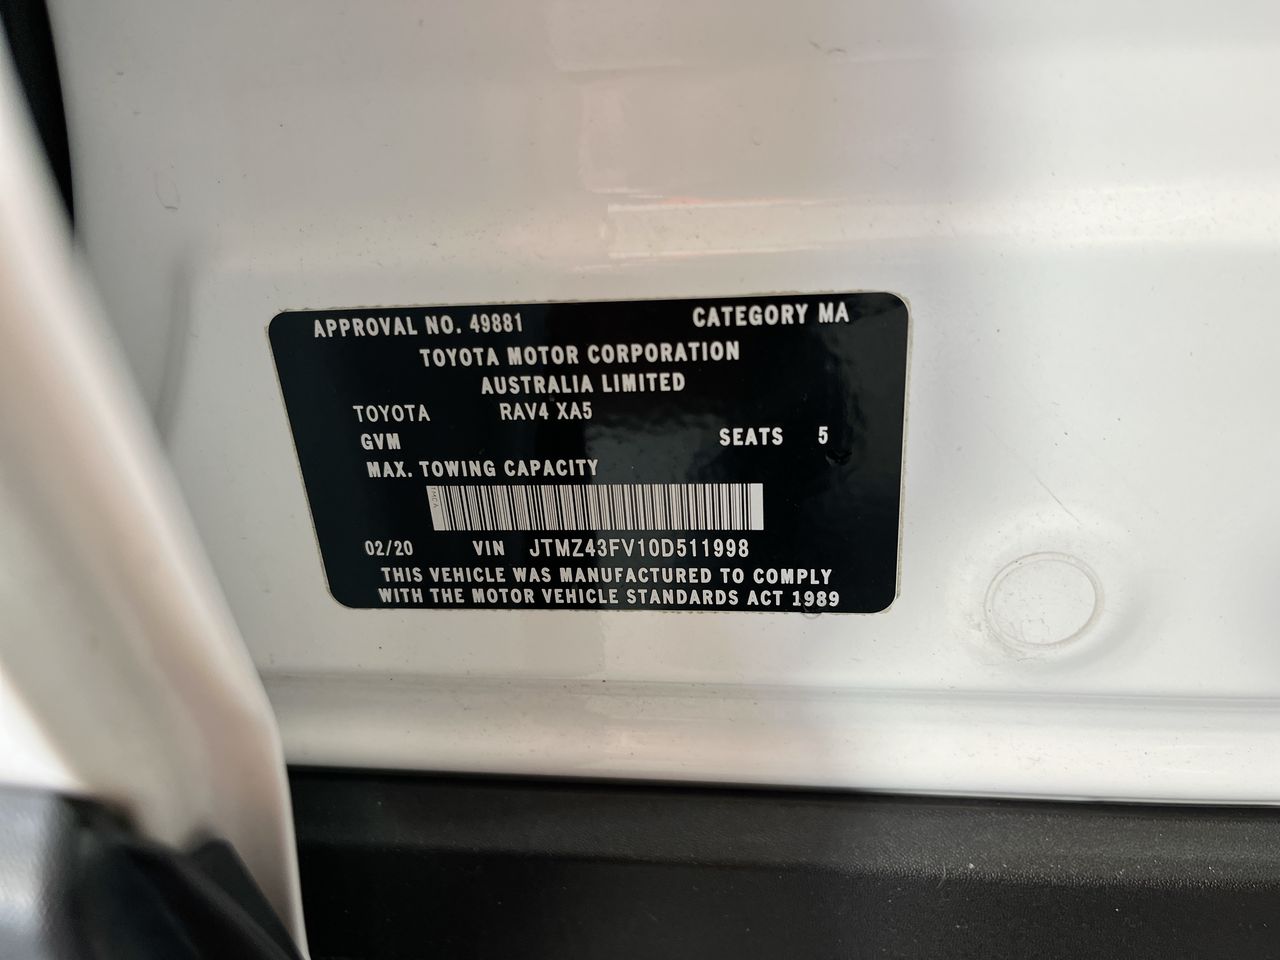 APPROVAL NO. 49881 CATEGORY MA
TOYOTA MOTOR CORPORATION
AUSTRALIA LIMITED
TOYOTA RAV4 XA5
GVM SEATS 5
MAX. TOWING CAPACITY
02/20 VIN JTMZ43FV10D511998
THIS VEHICLE WAS MANUFACTURED TO COMPLY
WITH THE MOTOR VEHICLE STANDARDS ACT 1989